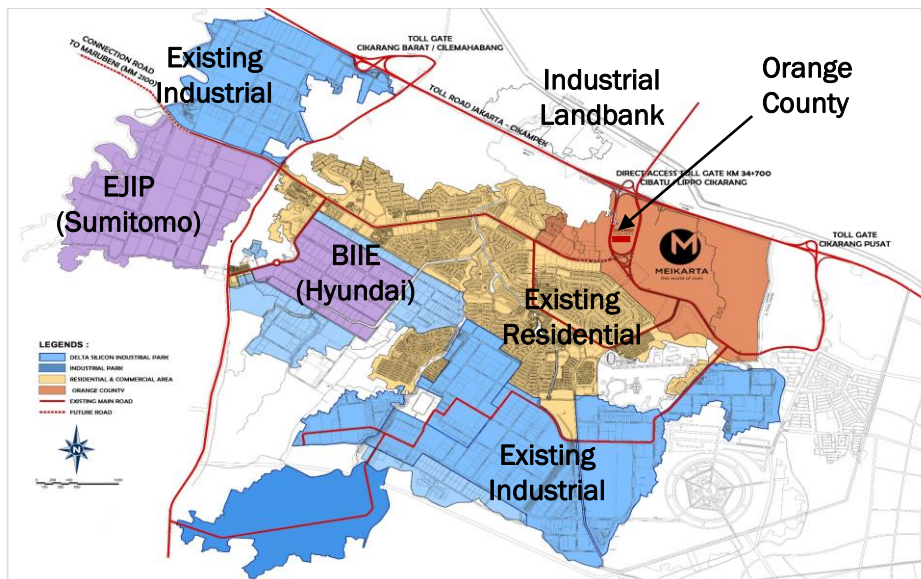 Existing
Industrial
TOLL GATE
CIKARANG BARAT / CILEMAHABANG
CONNECTION ROAD
TO MARUBENI (MM 2100)
Industrial
Landbank
Orange
County
TOLL ROAD JAKARTA - CIKAMPEK
EJIP
(Sumitomo)
DIRECT ACCESS TOLL GATE KM 34+700
CIBATU - LIPPO CIKARANG
TOLL GATE
CIKARANG PUSAT
M
MEIKARTA
BIIE
(Hyundai)
Existing
Residential
LEGENDS :
DELTA SILICON INDUSTRIAL PARK
INDUSTRIAL PARK
RESIDENTIAL & COMMERCIAL AREA
ORANGE COUNTY
EXISTING MAIN ROAD
FUTURE ROAD
N
Existing
Industrial